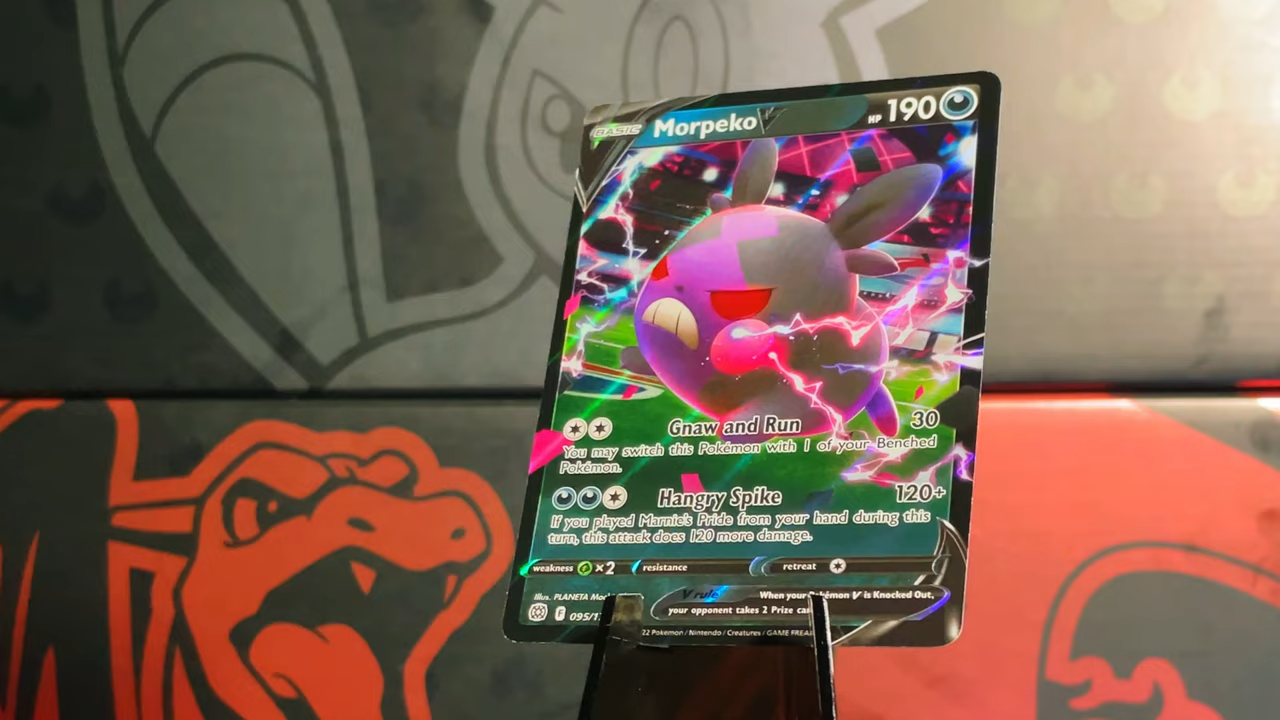 BASIC Morpeko V HP 190
Gnaw and Run 30
You may switch this Pokémon with 1 of your Benched
Pokémon.
Hangry Spike 120+
If you played Marnie's Pride from your hand during this
turn, this attack does 120 more damage.
weakness ×2 resistance retreat
Illus. PLANETA V rule When your Pokémon V is Knocked Out,
your opponent takes 2 Prize
F 095/1
22 Pokémon / Nintendo / Creatures / GAME FREAK